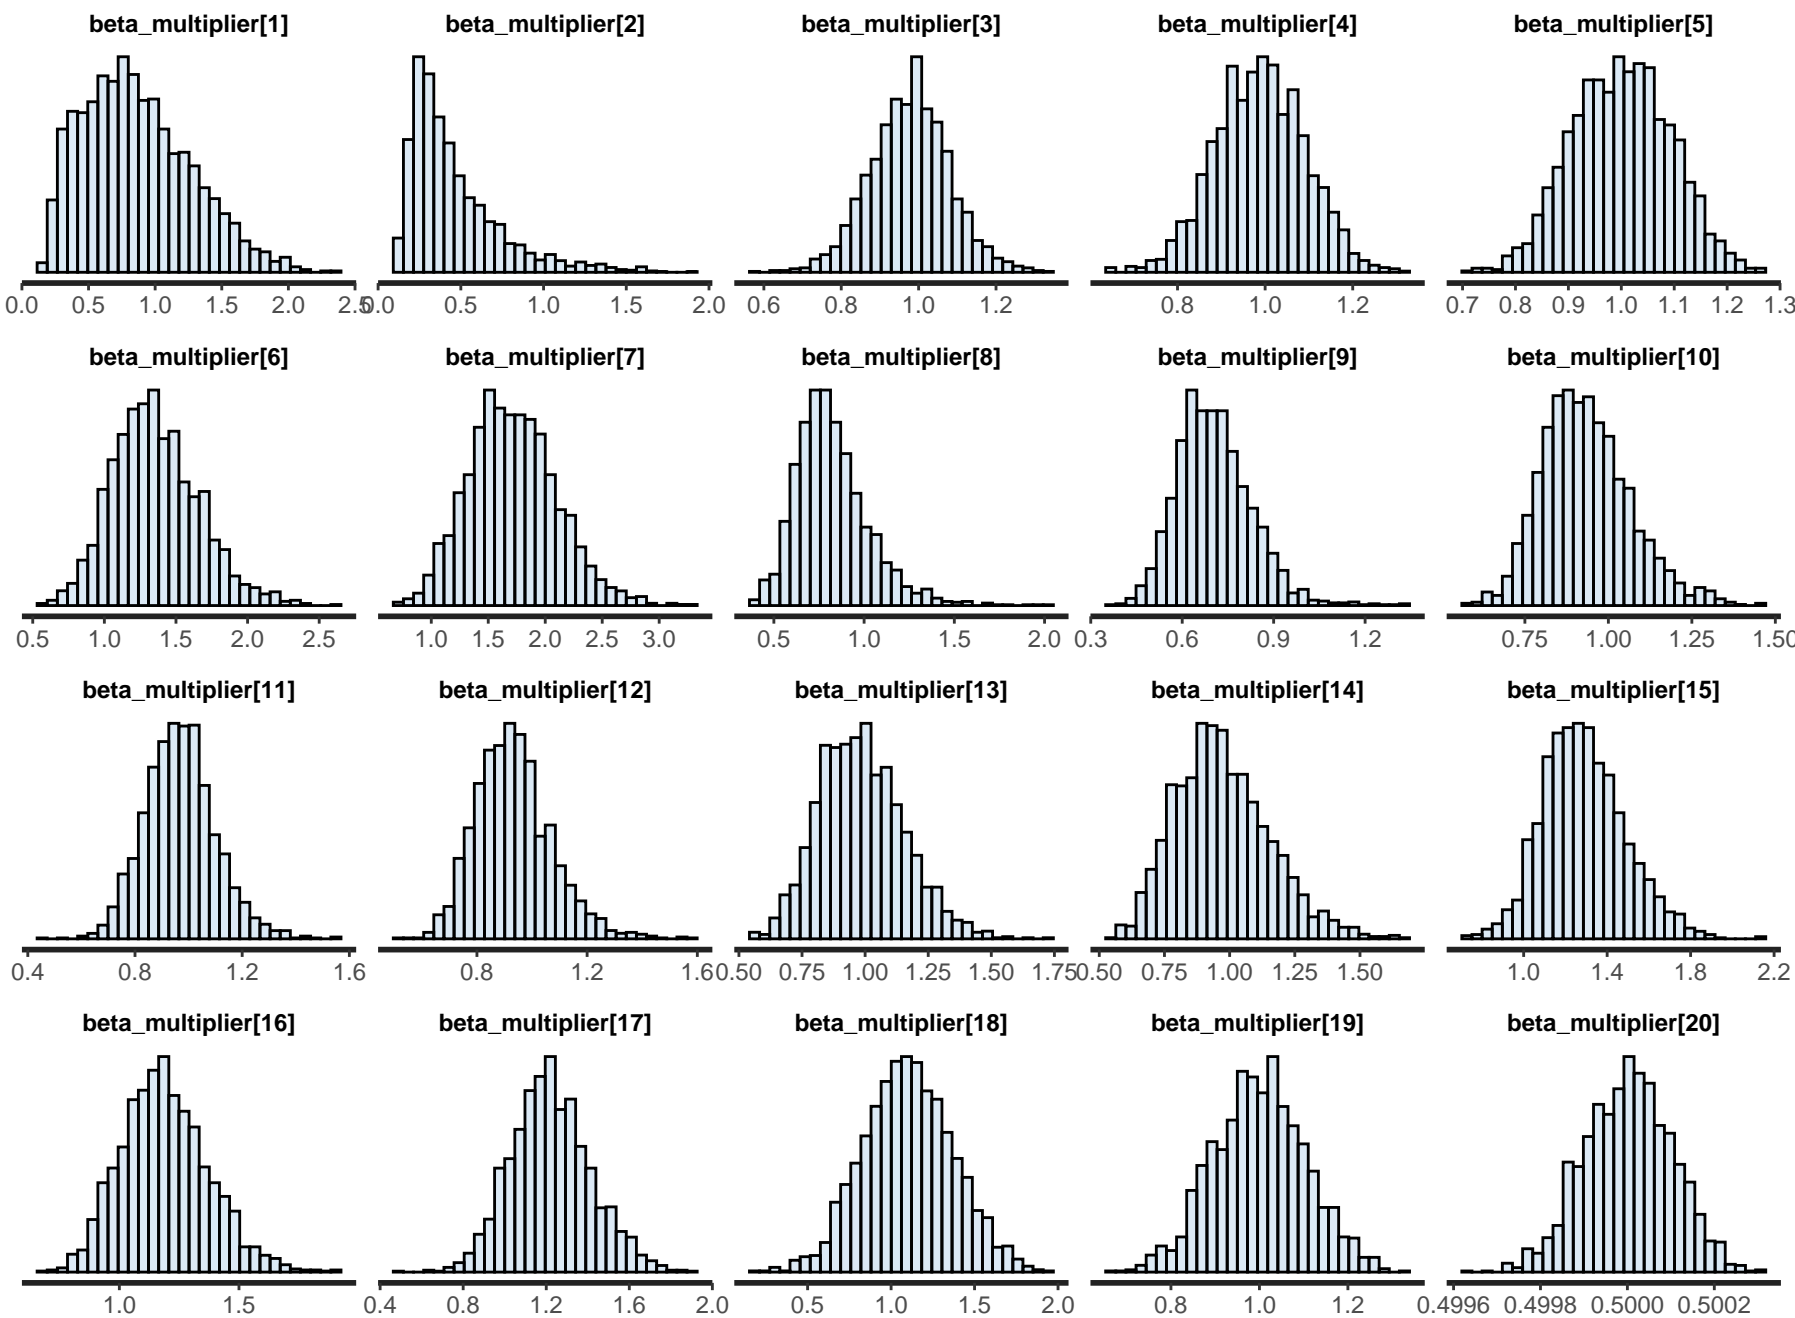 beta_multiplier[1] beta_multiplier[2] beta_multiplier[3] beta_multiplier[4] beta_multiplier[5]
0.0 0.5 1.0 1.5 2.0 2.5 0.0 0.5 1.0 1.5 2.0 0.6 0.8 1.0 1.2 0.8 1.0 1.2 0.7 0.8 0.9 1.0 1.1 1.2 1.3
beta_multiplier[6] beta_multiplier[7] beta_multiplier[8] beta_multiplier[9] beta_multiplier[10]
0.5 1.0 1.5 2.0 2.5 1.0 1.5 2.0 2.5 3.0 0.5 1.0 1.5 2.0 0.3 0.6 0.9 1.2 0.75 1.00 1.25 1.50
beta_multiplier[11] beta_multiplier[12] beta_multiplier[13] beta_multiplier[14] beta_multiplier[15]
0.4 0.8 1.2 1.6 0.8 1.2 1.6 0.50 0.75 1.00 1.25 1.50 1.75 0.50 0.75 1.00 1.25 1.50 1.0 1.4 1.8 2.2
beta_multiplier[16] beta_multiplier[17] beta_multiplier[18] beta_multiplier[19] beta_multiplier[20]
1.0 1.5 0.4 0.8 1.2 1.6 2.0 0.5 1.0 1.5 2.0 0.8 1.0 1.2 0.4996 0.4998 0.5000 0.5002